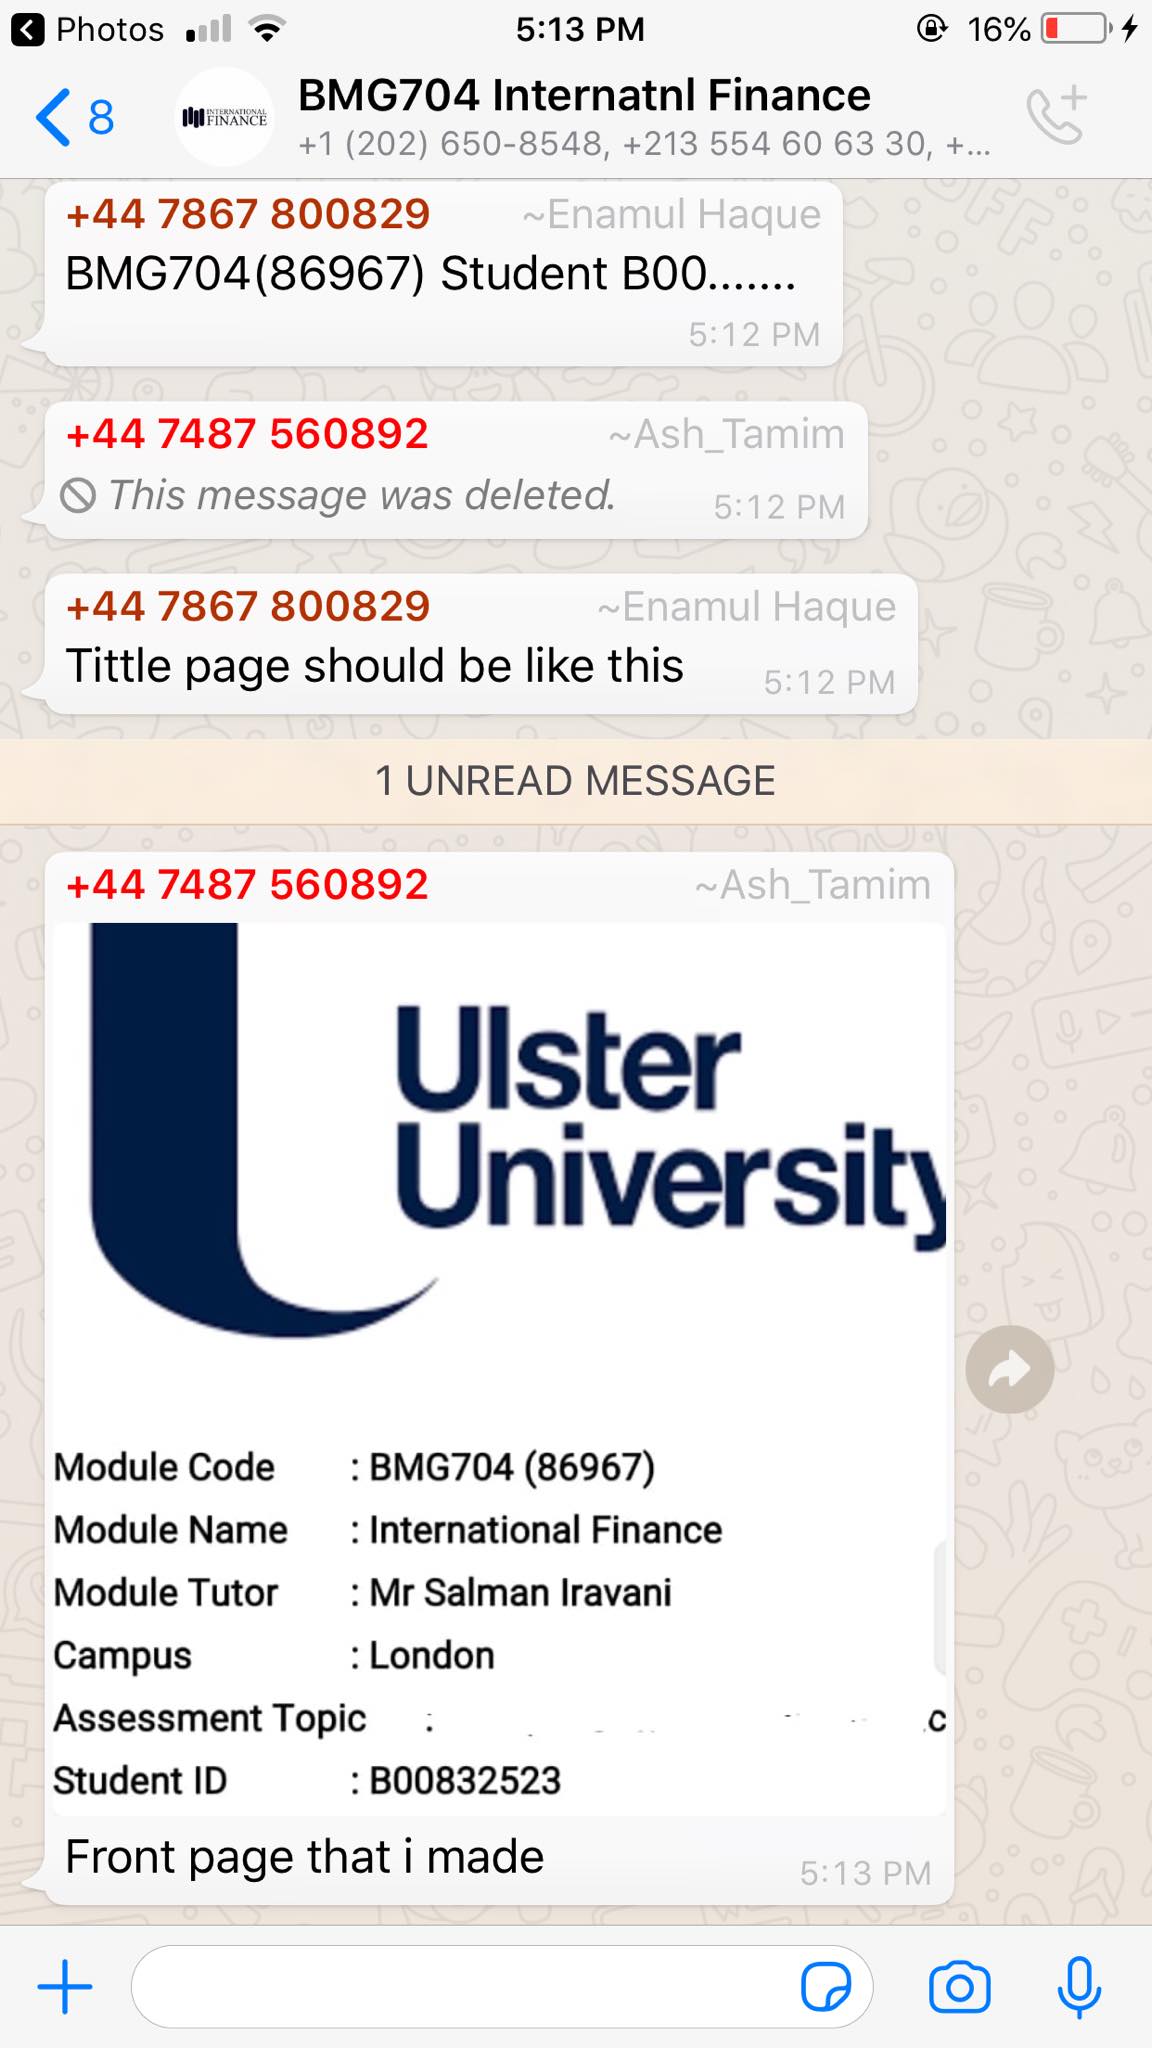 Photos 5:13 PM 16%
8 INTERNATIONAL FINANCE BMG704 Internatnl Finance
+1 (202) 650-8548, +213 554 60 63 30, +...
+44 7867 800829 ~Enamul Haque
BMG704(86967) Student B00.......
5:12 PM
+44 7487 560892 ~Ash_Tamim
This message was deleted. 5:12 PM
+44 7867 800829 ~Enamul Haque
Tittle page should be like this 5:12 PM
1 UNREAD MESSAGE
+44 7487 560892 ~Ash_Tamim
Ulster
University
Module Code : BMG704 (86967)
Module Name : International Finance
Module Tutor : Mr Salman Iravani
Campus : London
Assessment Topic :
Student ID : B00832523
Front page that i made
5:13 PM